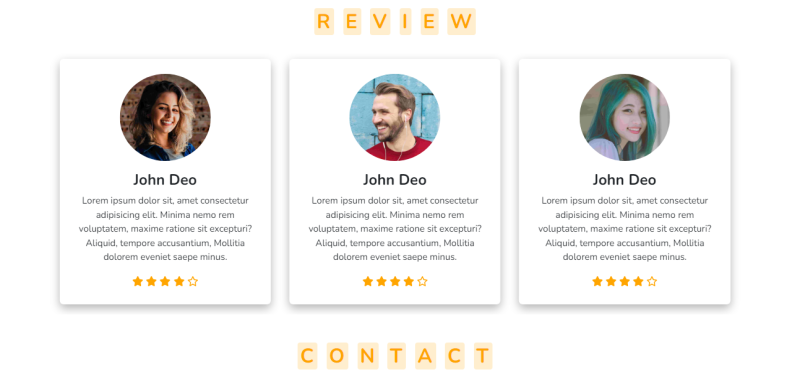 REVIEW
John Deo
Lorem ipsum dolor sit, amet consectetur
adipisicing elit. Minima nemo rem
voluptatem, maxime ratione sit excepturi?
Aliquid, tempore accusantium, Mollitia
dolorem eveniet saepe minus.
John Deo
Lorem ipsum dolor sit, amet consectetur
adipisicing elit. Minima nemo rem
voluptatem, maxime ratione sit excepturi?
Aliquid, tempore accusantium, Mollitia
dolorem eveniet saepe minus.
John Deo
Lorem ipsum dolor sit, amet consectetur
adipisicing elit. Minima nemo rem
voluptatem, maxime ratione sit excepturi?
Aliquid, tempore accusantium, Mollitia
dolorem eveniet saepe minus.
CONTACT